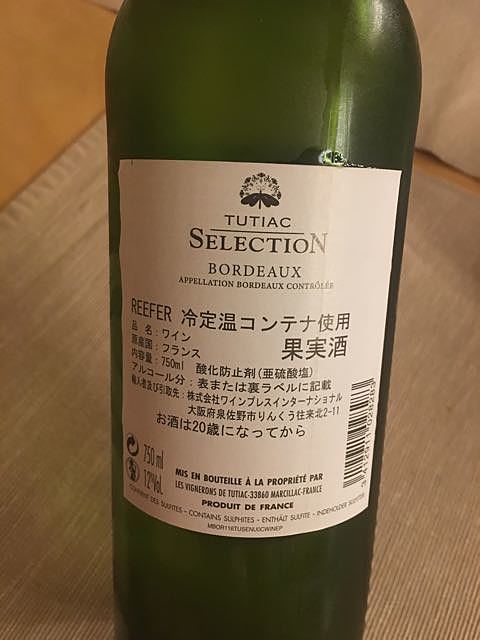 TUTIAC
SELECTION
BORDEAUX
APPELLATION BORDEAUX CONTRÔLÉE
REEFER 冷定温コンテナ使用
品名:ワイン
果実酒
原産国:フランス
内容量:750ml 酸化防止剤(亜硫酸塩)
アルコール分:表または裏ラベルに記載
輸入者及び引取先:株式会社ワインプレスインターナショナル
大阪府泉佐野市りんくう往来北2-11
お酒は20歳になってから
750 ml
12%Vol.
MIS EN BOUTEILLE À LA PROPRIÉTÉ PAR
LES VIGNERONS DE TUTIAC-33860 MARCILLAC-FRANCE
PRODUIT DE FRANCE
CONTIENT DES SULFITES - CONTAINS SULPHITES - ENTHÄLT SULFITE - INDEHOLDER SULFITTER